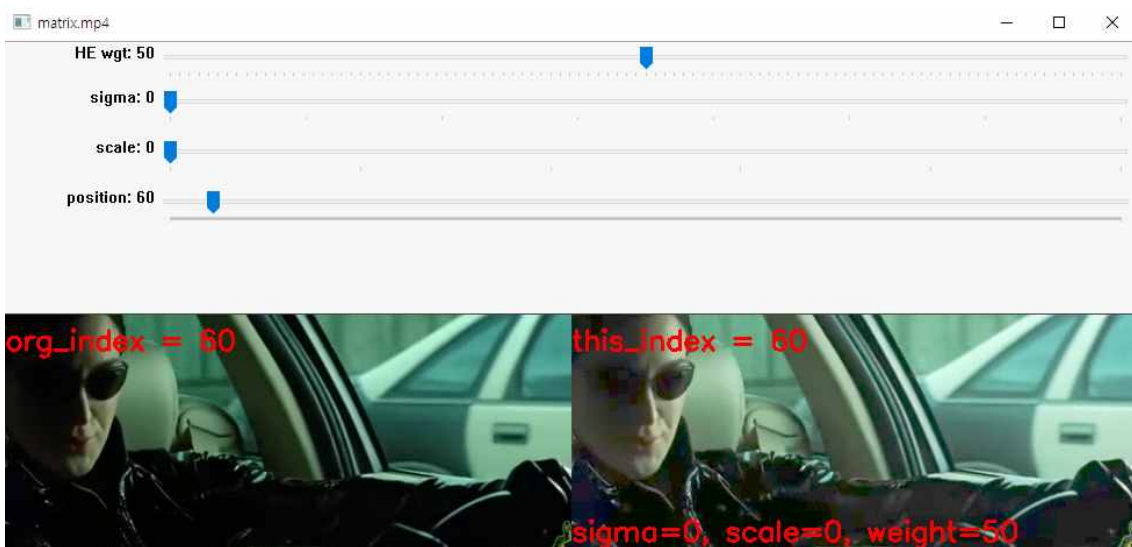 matrix.mp4
HE wgt: 50
sigma: 0
scale: 0
position: 60
org_index = 60
this_index = 60
sigma=0, scale=0, weight=50